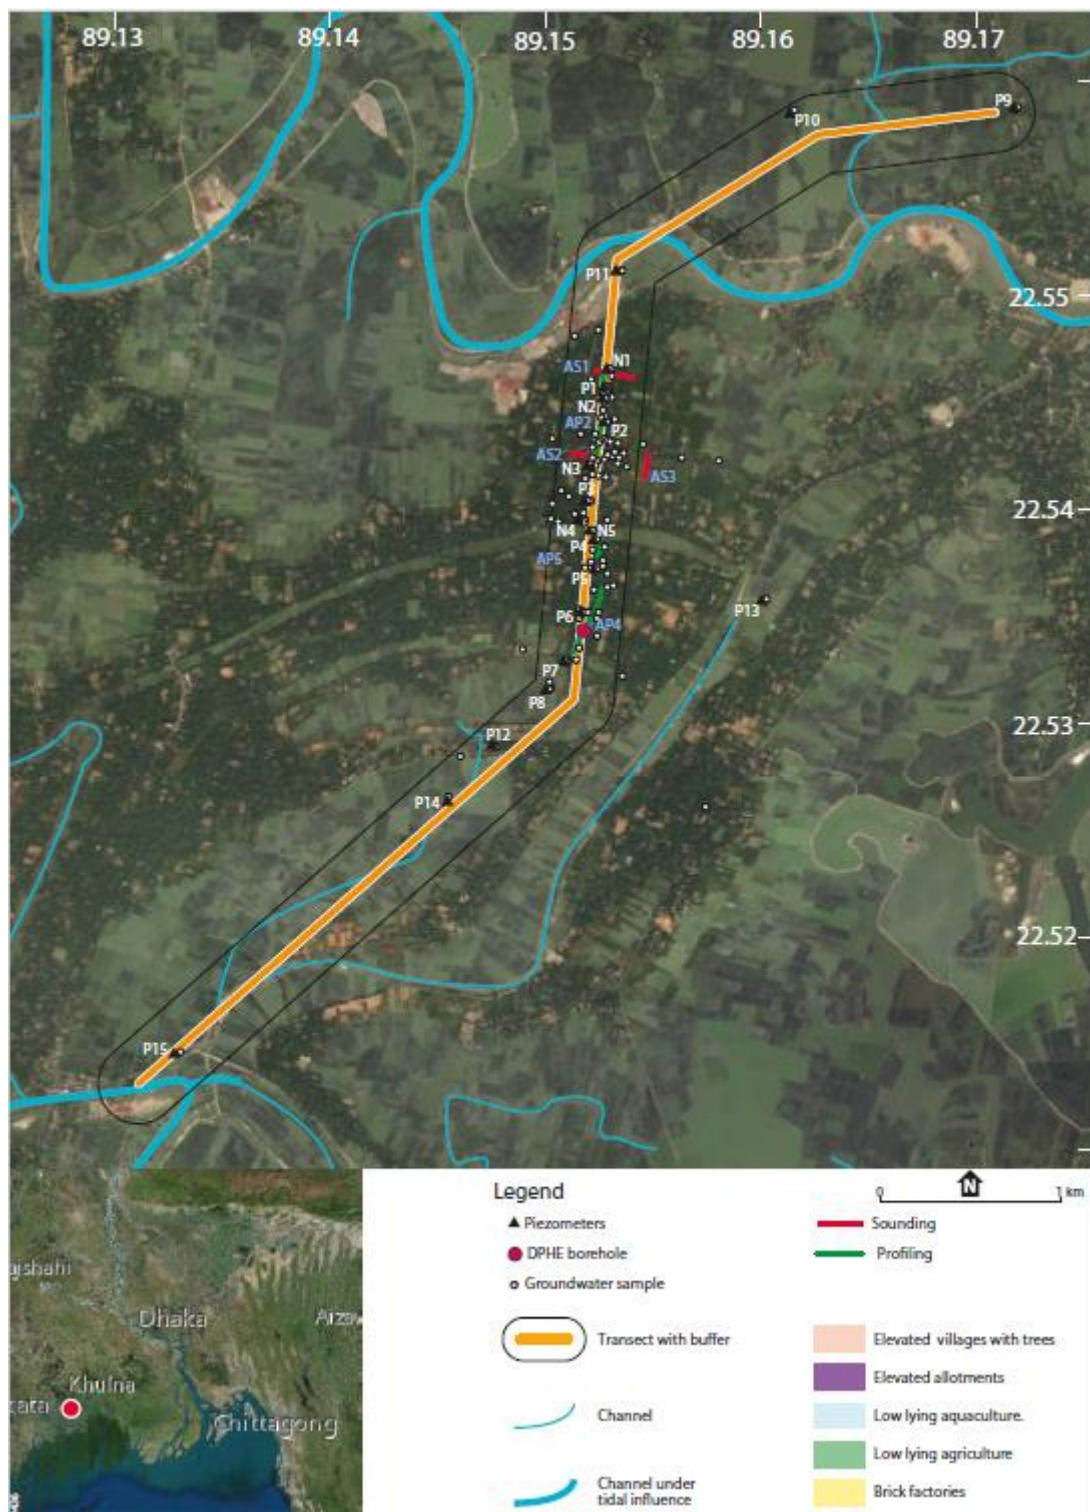 89.13 89.14 89.15 89.16 89.17
P9
P10
P11
22.55
N1
AS1
P1
N2
AP2
P2
AS2
N3
AS3
P3
22.54
N4 N5
P4
AP5
P5
P13
P6
AP4
P7
P8
22.53
P12
P14
22.52
P15
Legend
Piezometers
DPHE borehole
Groundwater sample
Transect with buffer
Channel
Channel under
tidal influence
N
0 1 km
Sounding
Profiling
Elevated villages with trees
Elevated allotments
Low lying aquaculture.
Low lying agriculture
Brick factories
ajshahi
Dhaka
Aizaw
Khulna
cata
Chittagong